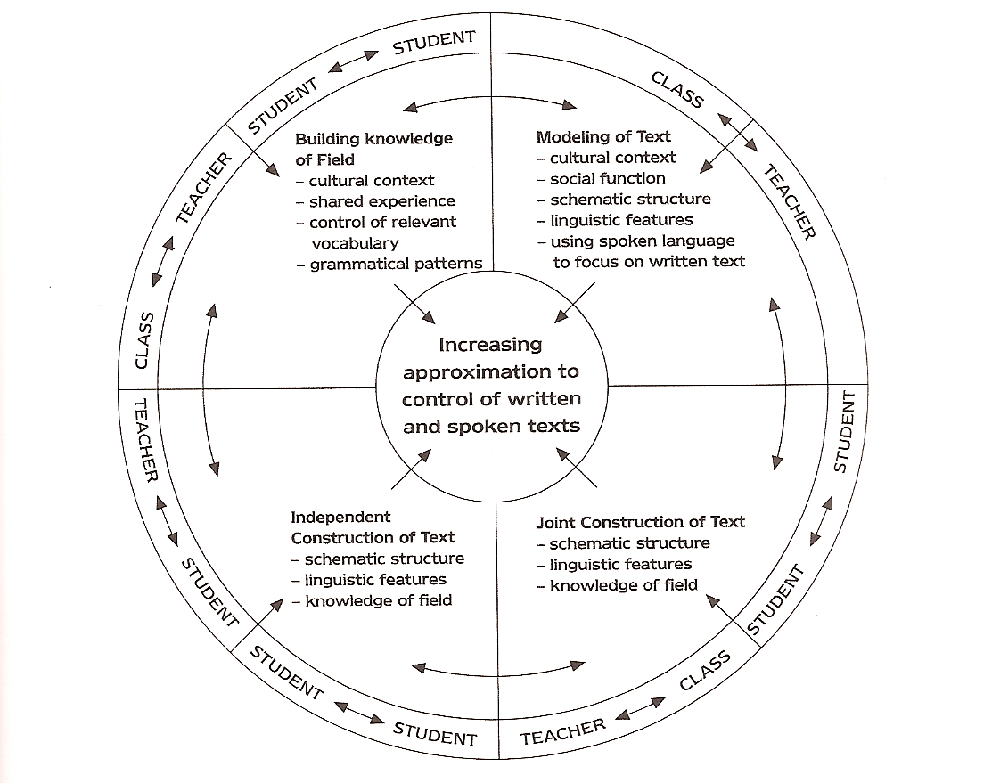 STUDENT ↔ STUDENT
CLASS ↔ TEACHER
TEACHER ↔ CLASS
Building knowledge
of Field
– cultural context
– shared experience
– control of relevant
vocabulary
– grammatical patterns
Modeling of Text
– cultural context
– social function
– schematic structure
– linguistic features
– using spoken language
to focus on written text
Increasing
approximation to
control of written
and spoken texts
Independent
Construction of Text
– schematic structure
– linguistic features
– knowledge of field
Joint Construction of Text
– schematic structure
– linguistic features
– knowledge of field
TEACHER ↔ STUDENT
STUDENT ↔ STUDENT
STUDENT ↔ STUDENT
TEACHER ↔ CLASS